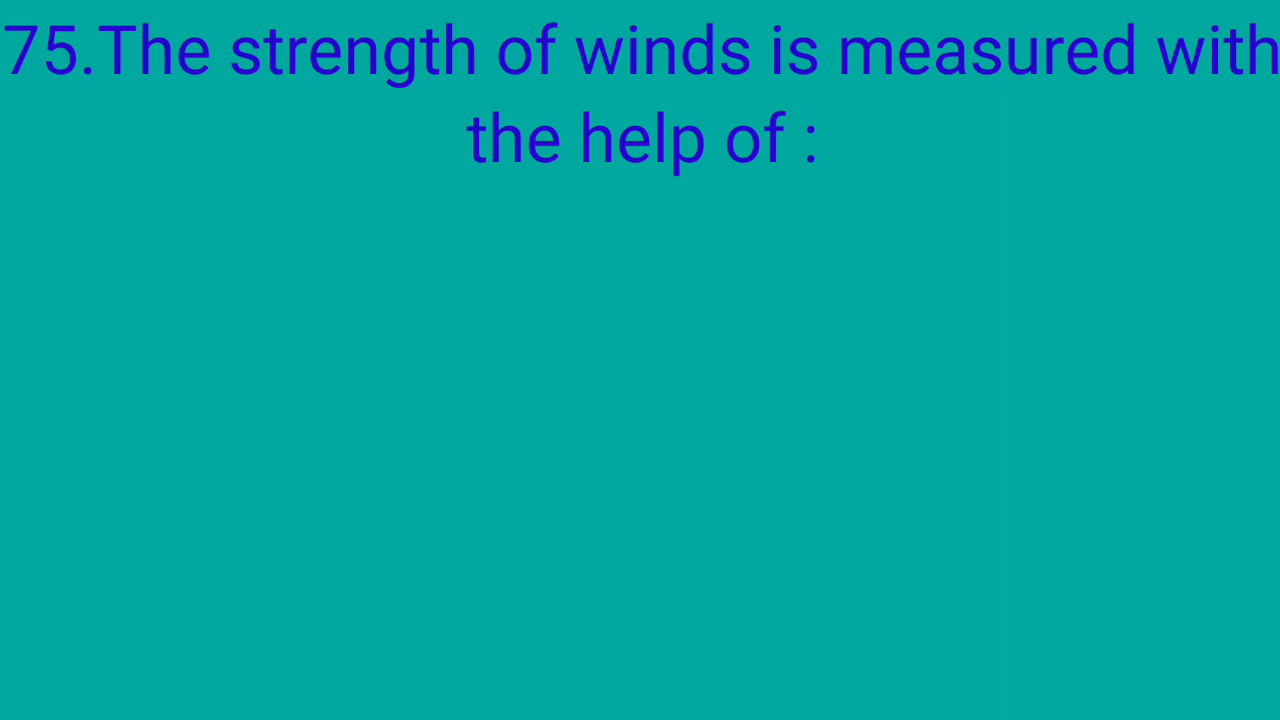 75.The strength of winds is measured with
the help of :